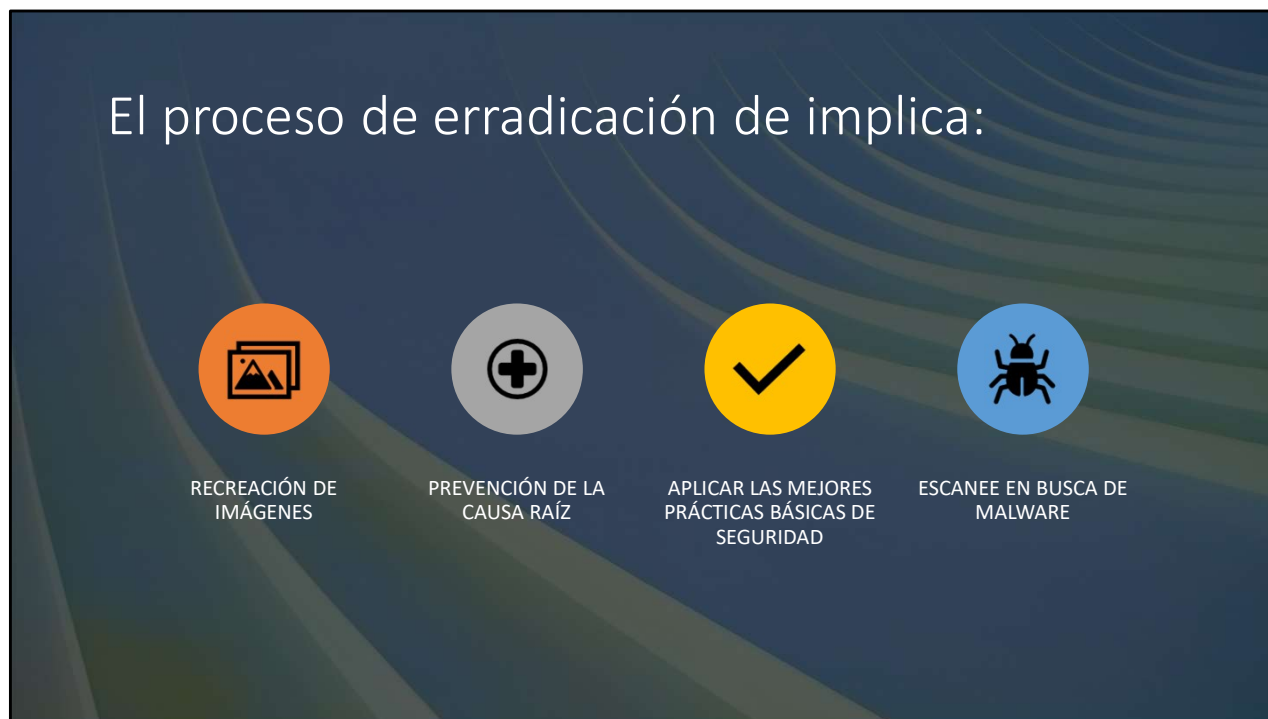 El proceso de erradicación de implica:
RECREACIÓN DE
IMÁGENES
PREVENCIÓN DE LA
CAUSA RAÍZ
APLICAR LAS MEJORES
PRÁCTICAS BÁSICAS DE
SEGURIDAD
ESCANEE EN BUSCA DE
MALWARE